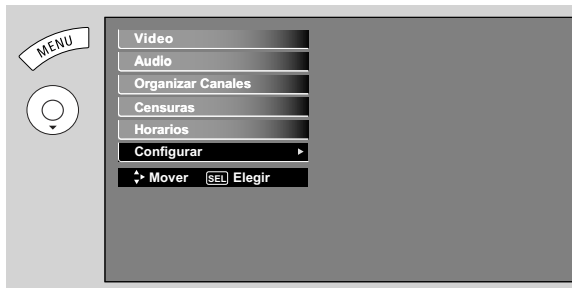 MENU
Video
Audio
Organizar Canales
Censuras
Horarios
Configurar
Mover SEL Elegir